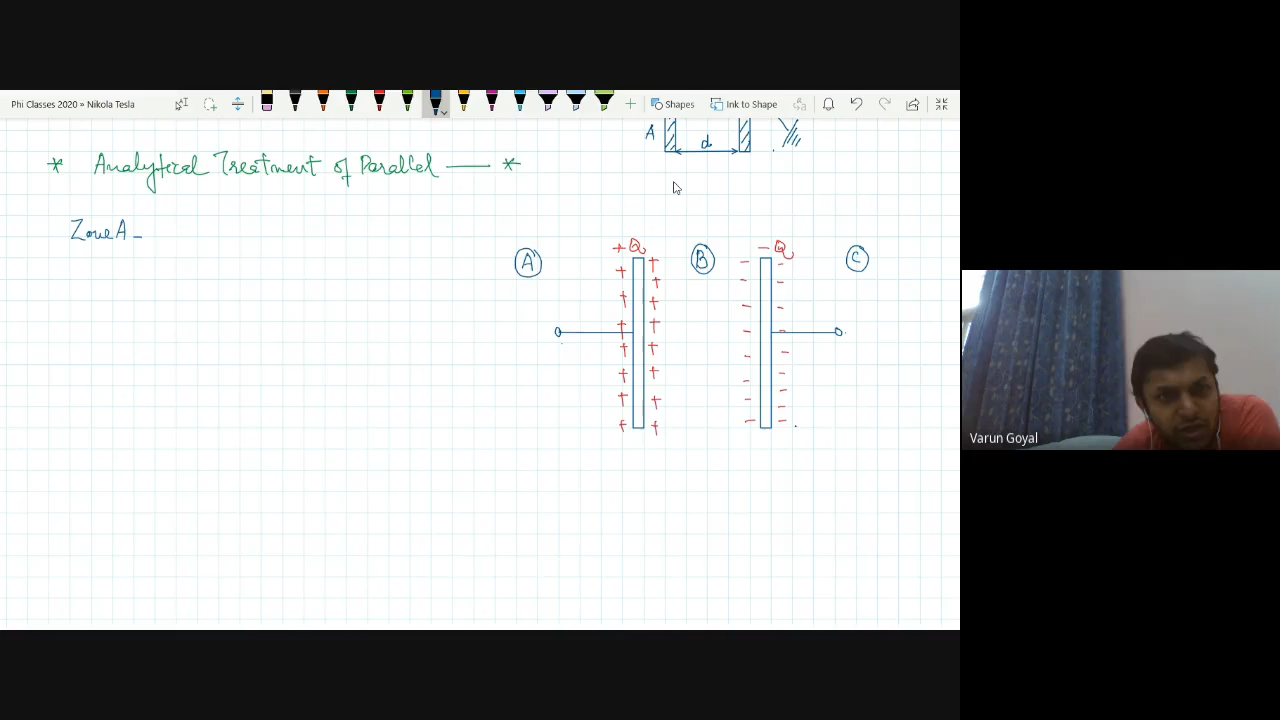 Phi Classes 2020 » Nikola Tesla
Shapes
Ink to Shape
A
d
* Analytical Treatment of Parallel —— *
Zone A -
A
+Q
B
-Q
C
+ +
+ +
+ +
+ +
+ +
+ +
+ +
+ +
- -
- -
- -
- -
- -
- -
- -
- -
Varun Goyal